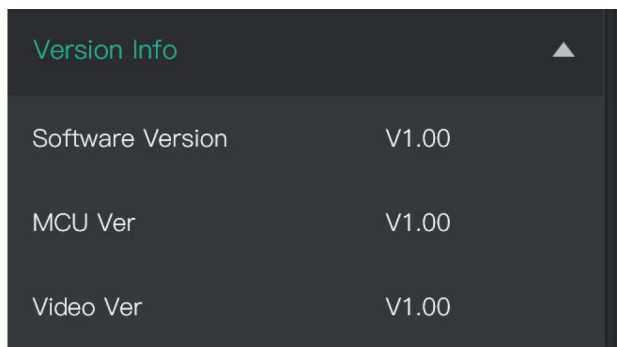 Version Info
Software Version V1.00
MCU Ver V1.00
Video Ver V1.00